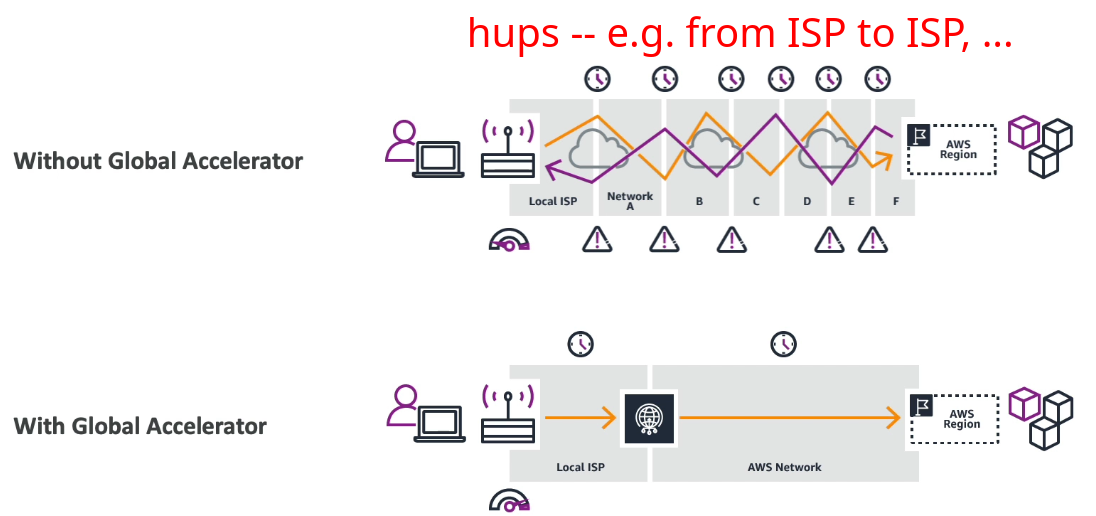 hups -- e.g. from ISP to ISP, ...
Without Global Accelerator
AWS
Region
Local ISP
Network
A
B
C
D
E
F
With Global Accelerator
AWS
Region
Local ISP
AWS Network